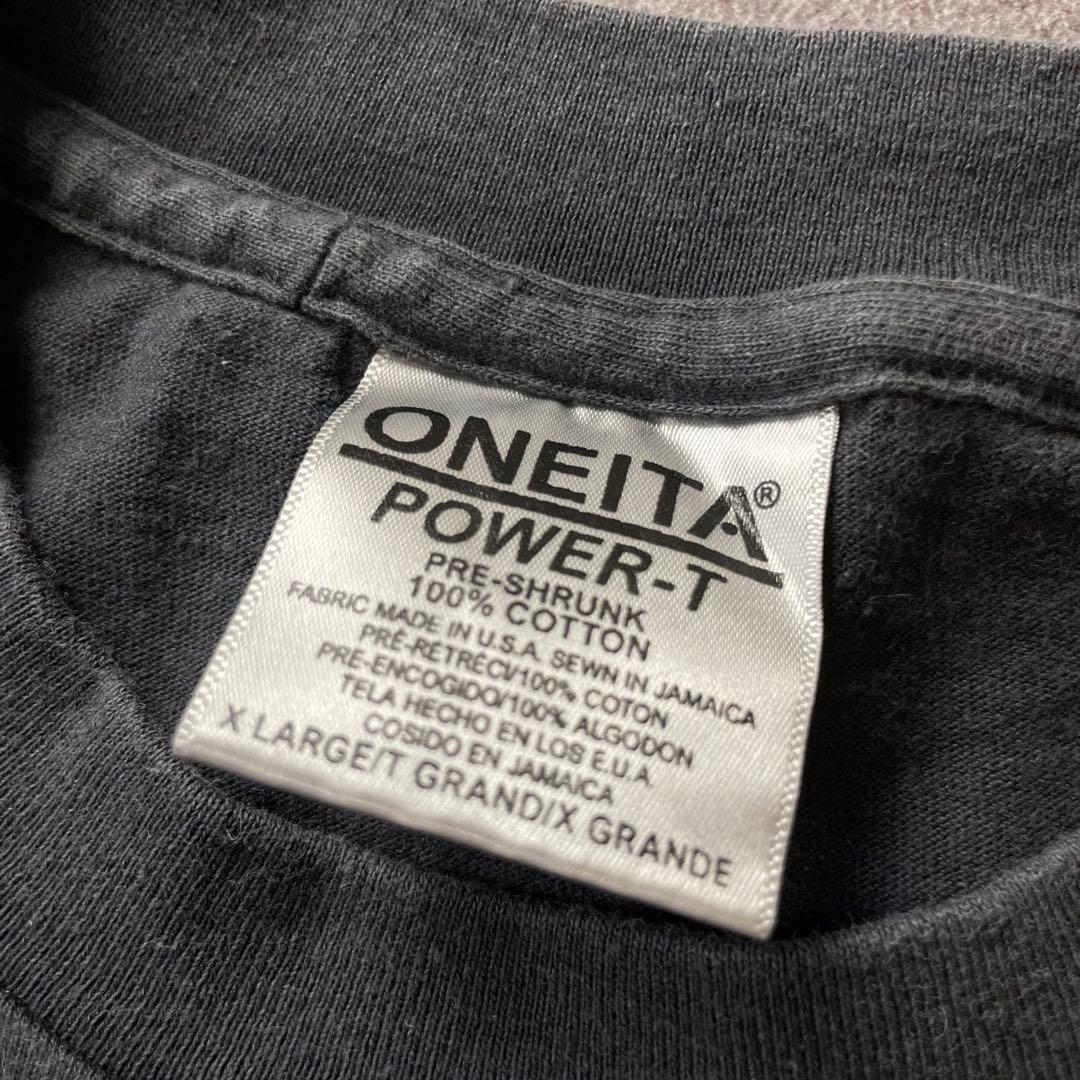 ONEITA®
POWER-T
PRE-SHRUNK
100% COTTON
FABRIC MADE IN U.S.A. SEWN IN JAMAICA
PRÉ-RETRECI/100% COTON
PRE-ENCOGIDO/100% ALGODON
TELA HECHO EN LOS E.U.A.
COSIDO EN JAMAICA
X LARGE/T GRAND/X GRANDE